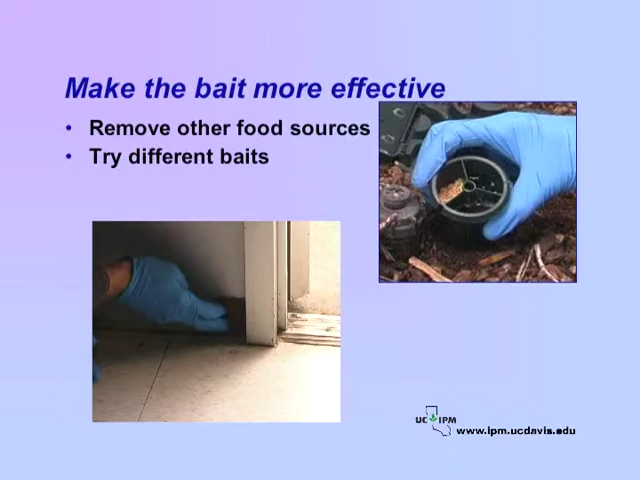 Make the bait more effective
• Remove other food sources
• Try different baits
UC IPM
www.ipm.ucdavis.edu